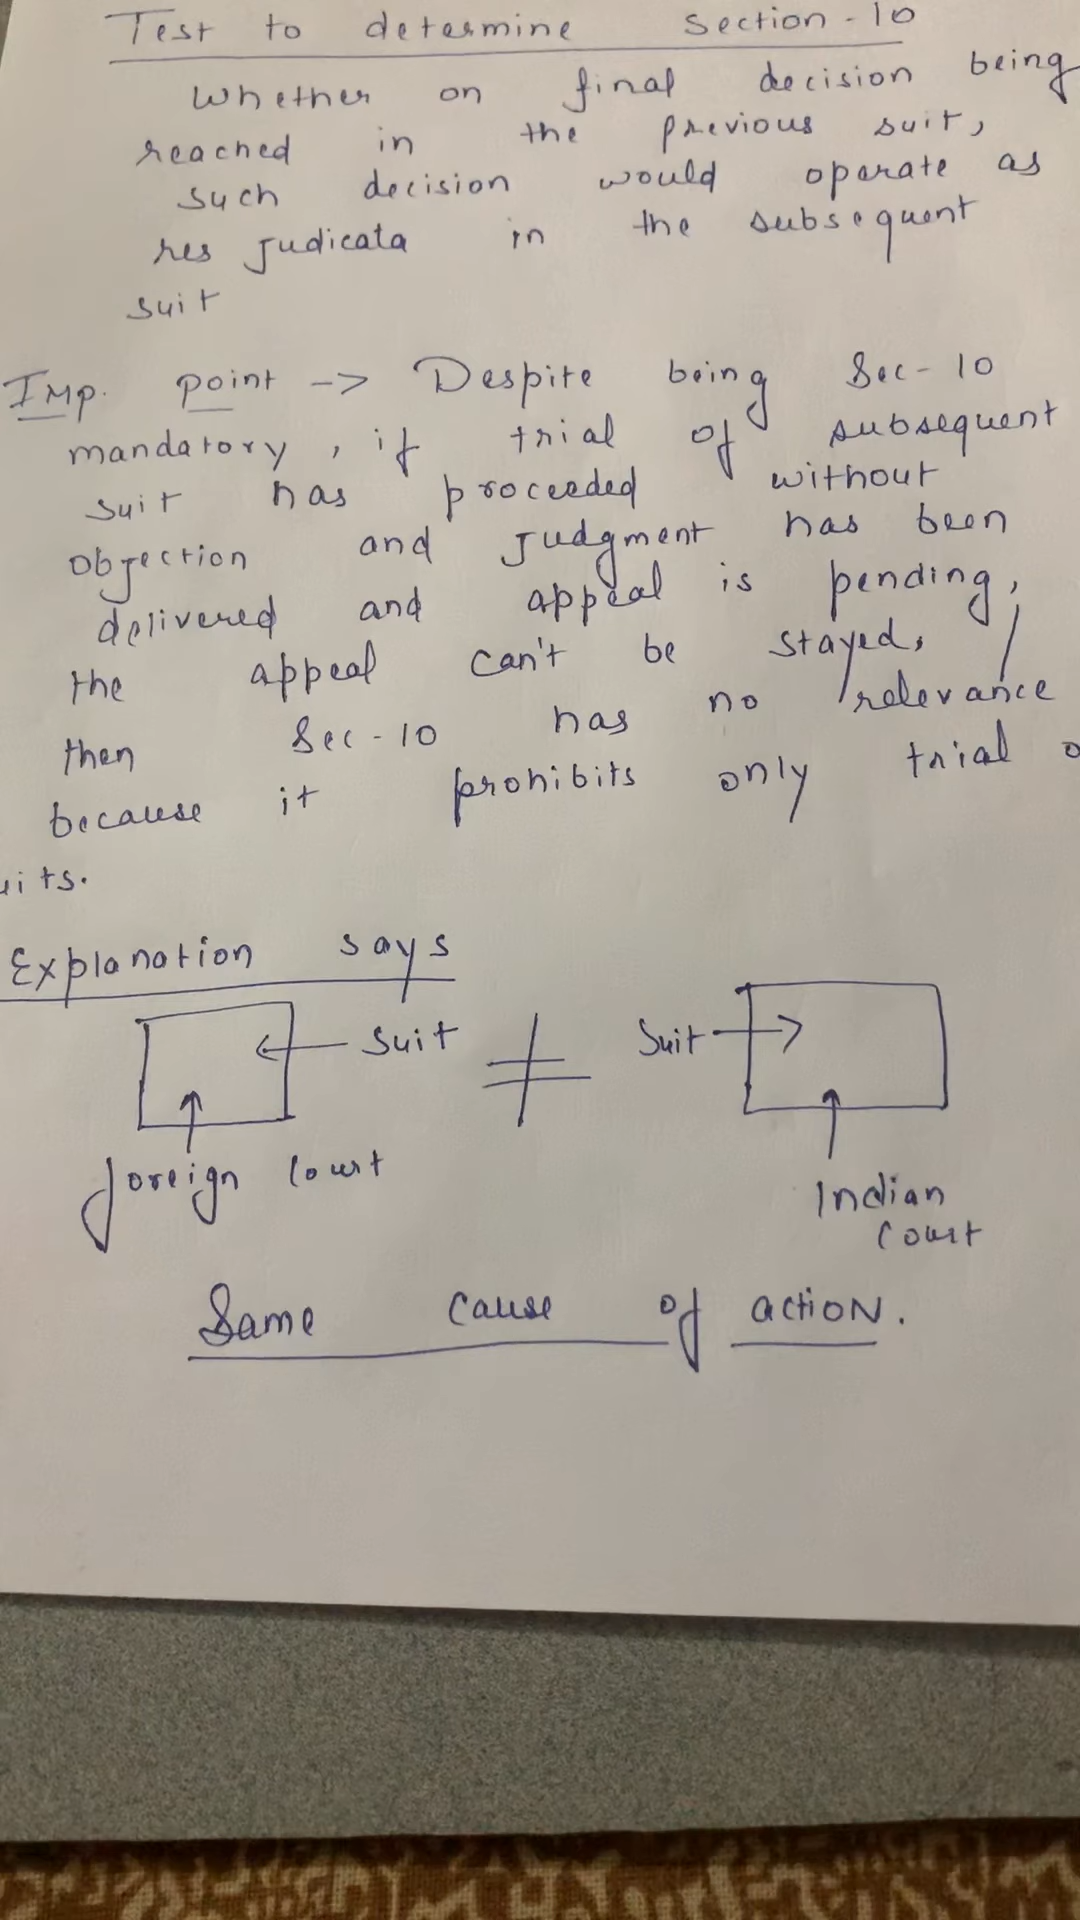 Test to determine Section-10
Whether on final decision being
reached in the previous suit,
such decision would operate as
res judicata in the subsequent
suit
Imp. point -> Despite being Sec-10
mandatory, if trial of subsequent
suit has proceeded without
objection and judgment has been
delivered and appeal is pending,
the appeal can't be stayed,
then Sec-10 has no relevance
because it prohibits only trial o
uits.
Explanation says
← suit ≠ Suit →
foreign court
Indian
court
Same cause of action.